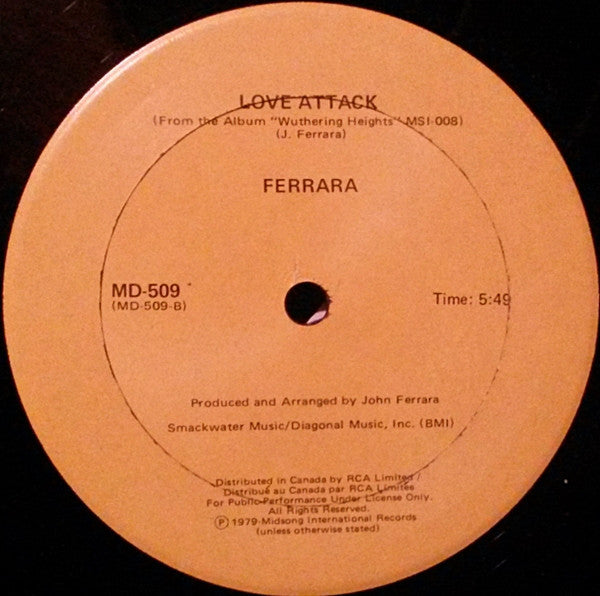 LOVE ATTACK
(From the Album "Wuthering Heights" MSI-008)
(J. Ferrara)
FERRARA
MD-509
(MD-509-B)
Time: 5:49
Produced and Arranged by John Ferrara
Smackwater Music/Diagonal Music, Inc. (BMI)
Distributed in Canada by RCA Limited /
Distribué au Canada par RCA Limitée
For Public Performance Under License Only.
All Rights Reserved.
Ⓟ 1979 Midsong International Records
(unless otherwise stated)